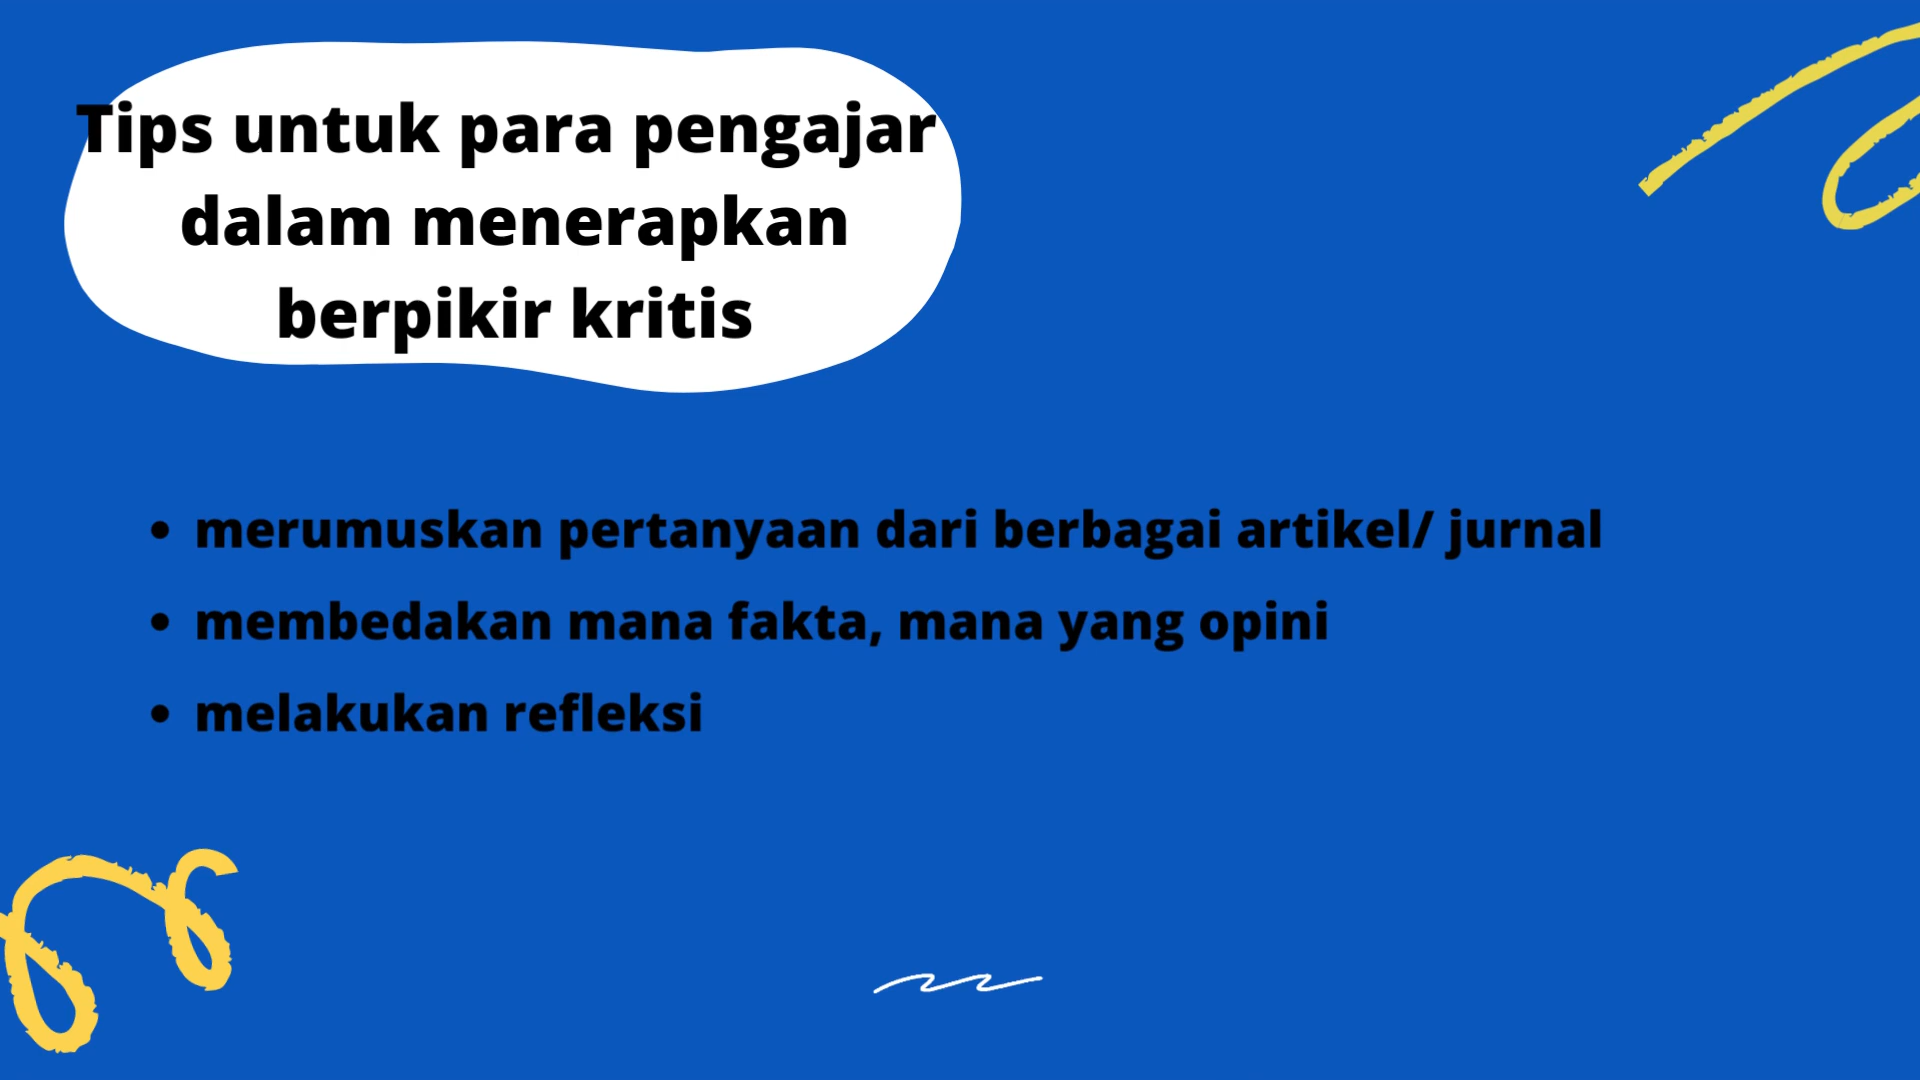 Tips untuk para pengajar
dalam menerapkan
berpikir kritis
• merumuskan pertanyaan dari berbagai artikel/ jurnal
• membedakan mana fakta, mana yang opini
• melakukan refleksi